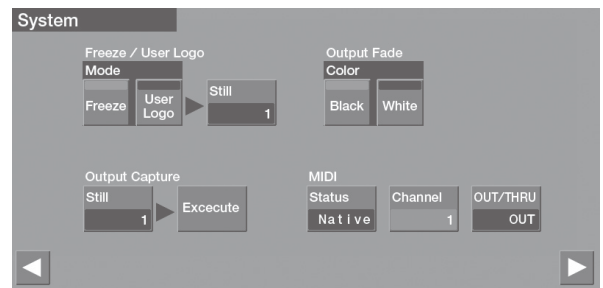 System
Freeze / User Logo
Mode
Freeze
User
Logo
Still
1
Output Fade
Color
Black
White
Output Capture
Still
1
Excecute
MIDI
Status
Native
Channel
1
OUT/THRU
OUT